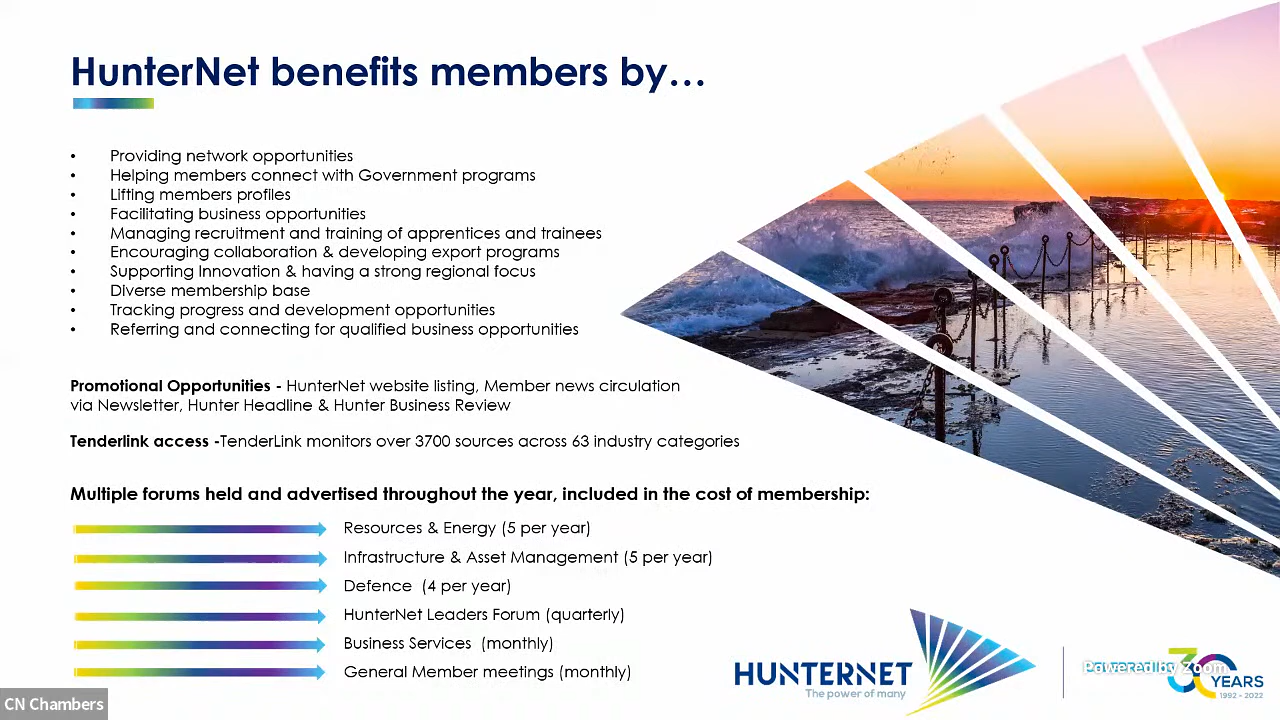 HunterNet benefits members by…
• Providing network opportunities
• Helping members connect with Government programs
• Lifting members profiles
• Facilitating business opportunities
• Managing recruitment and training of apprentices and trainees
• Encouraging collaboration & developing export programs
• Supporting Innovation & having a strong regional focus
• Diverse membership base
• Tracking progress and development opportunities
• Referring and connecting for qualified business opportunities
Promotional Opportunities - HunterNet website listing, Member news circulation
via Newsletter, Hunter Headline & Hunter Business Review
Tenderlink access -TenderLink monitors over 3700 sources across 63 industry categories
Multiple forums held and advertised throughout the year, included in the cost of membership:
Resources & Energy (5 per year)
Infrastructure & Asset Management (5 per year)
Defence (4 per year)
HunterNet Leaders Forum (quarterly)
Business Services (monthly)
General Member meetings (monthly)
HUNTERNET
The power of many
Powered by Zoom
30 YEARS
1992 - 2022
CN Chambers